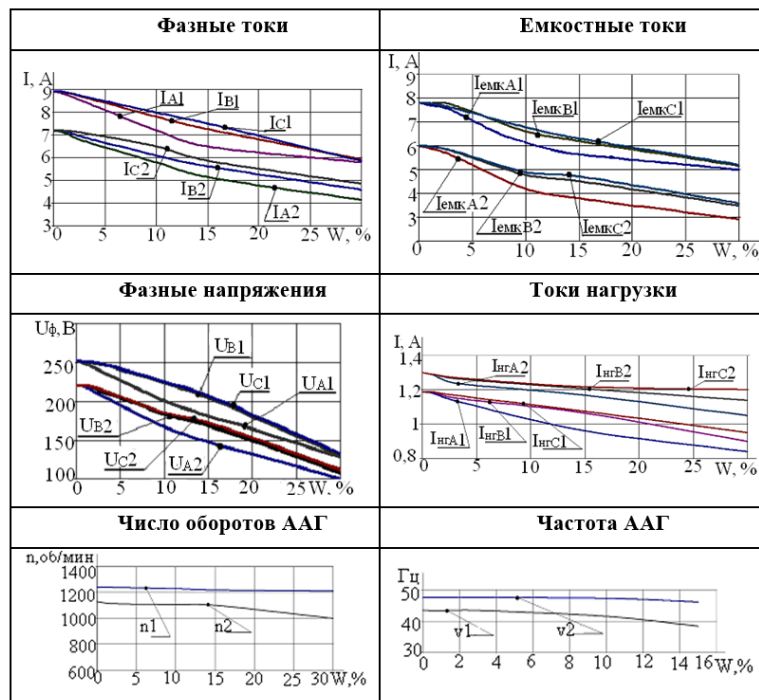 Фазные токи
Емкостные токи
I, А
9
8
7
6
5
4
3
IA1
IB1
IC1
IC2
IB2
IA2
0
5
10
15
20
25
W, %
I, А
9
8
7
6
5
4
3
IемкA1
IемкB1
IемкC1
IемкA2
IемкB2
IемкC2
0
5
10
15
20
25
W, %
Фазные напряжения
Токи нагрузки
Uф, В
250
200
150
100
UB1
UC1
UA1
UB2
UC2
UA2
0
5
10
15
20
25
W. %
I, А
1,4
1,2
1
0,8
IнгA2
IнгB2
IнгC2
IнгA1
IнгB1
IнгC1
0
5
10
15
20
25
W,%
Число оборотов ААГ
Частота ААГ
n,об/мин
1400
1200
1000
800
600
n1
n2
0
5
10
15
20
25
30
W,%
Гц
50
40
30
v1
v2
0
2
4
6
8
10
12
14
16
W,%